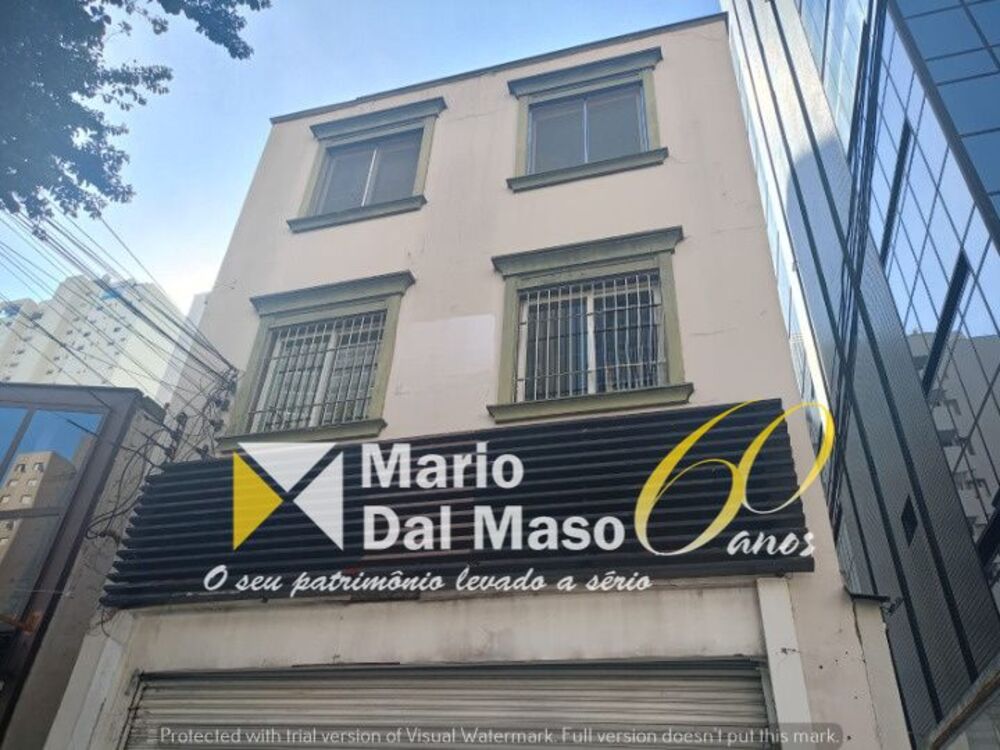 Mario
Dal Maso 60
anos
O seu patrimônio levado a sério
Protected with trial version of Visual Watermark. Full version doesn't put this mark.